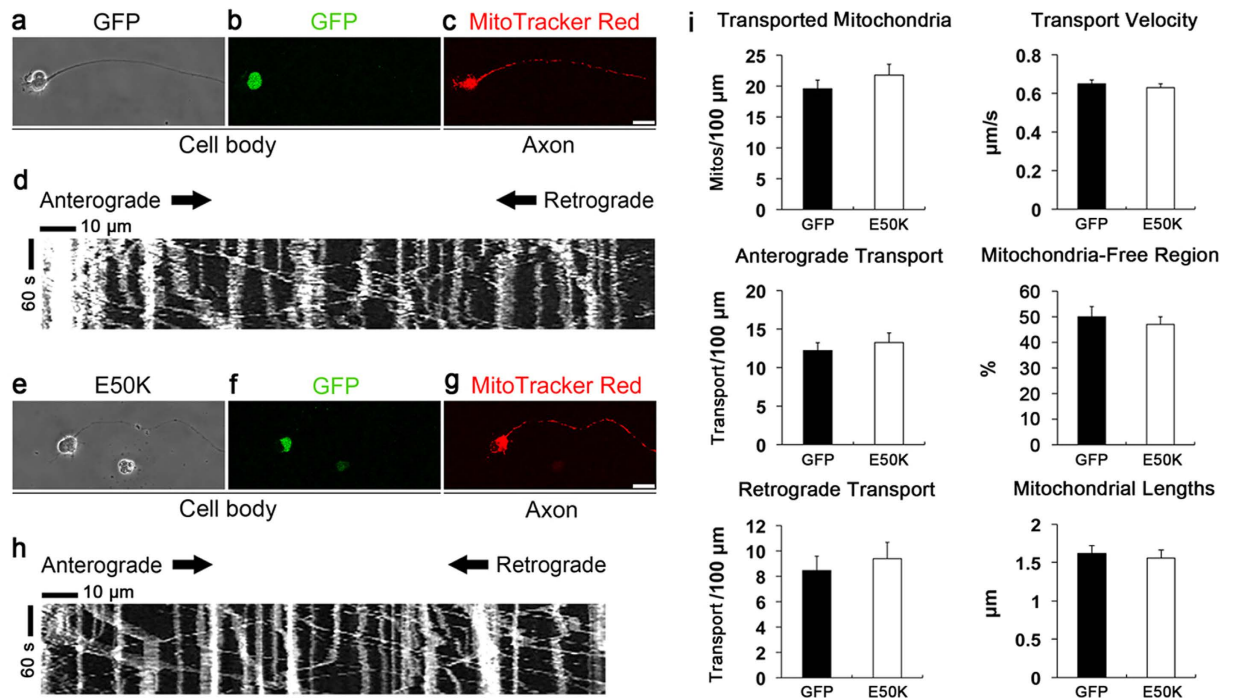 a GFP b GFP c MitoTracker Red
Cell body Axon
d
Anterograde Retrograde
10 µm
60 s
e E50K f GFP g MitoTracker Red
Cell body Axon
h
Anterograde Retrograde
10 µm
60 s
i
Transported Mitochondria
Mitos/100 µm
25
20
15
10
5
0
GFP E50K
Transport Velocity
µm/s
0.8
0.6
0.4
0.2
0
GFP E50K
Anterograde Transport
Transport/100 µm
20
15
10
5
0
GFP E50K
Mitochondria-Free Region
%
60
50
40
30
20
10
0
GFP E50K
Retrograde Transport
Transport /100 µm
12
10
8
6
4
2
0
GFP E50K
Mitochondrial Lengths
µm
2
1.5
1
0.5
0
GFP E50K